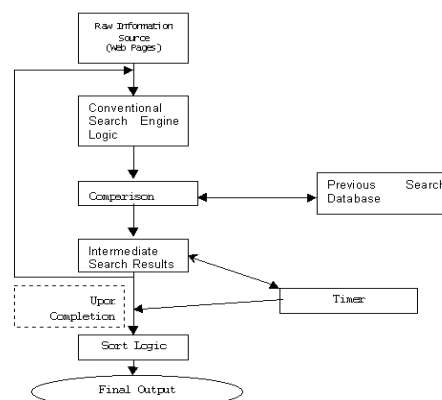 Raw Information
Source
(Web Pages)
Conventional
Search Engine
Logic
Comparison
Previous Search
Database
Intermediate
Search Results
Upon
Completion
Timer
Sort Logic
Final Output